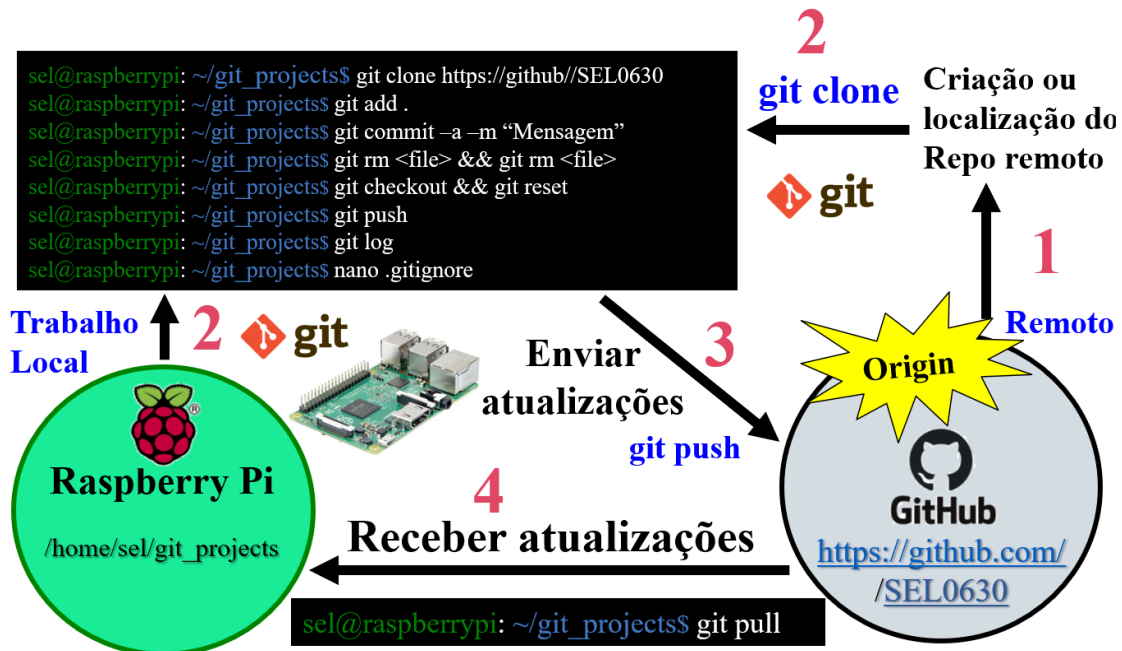 sel@raspberrypi: ~/git_projects$ git clone https://github//SEL0630
sel@raspberrypi: ~/git_projects$ git add .
sel@raspberrypi: ~/git_projects$ git commit –a –m “Mensagem”
sel@raspberrypi: ~/git_projects$ git rm <file> && git rm <file>
sel@raspberrypi: ~/git_projects$ git checkout && git reset
sel@raspberrypi: ~/git_projects$ git push
sel@raspberrypi: ~/git_projects$ git log
sel@raspberrypi: ~/git_projects$ nano .gitignore
2
git clone
git
Criação ou
localização do
Repo remoto
1
Remoto
Origin
Trabalho
Local
2
git
Enviar
atualizações
3
git push
®
Raspberry Pi
/home/sel/git_projects
GitHub
https://github.com/
/SEL0630
4
Receber atualizações
sel@raspberrypi: ~/git_projects$ git pull